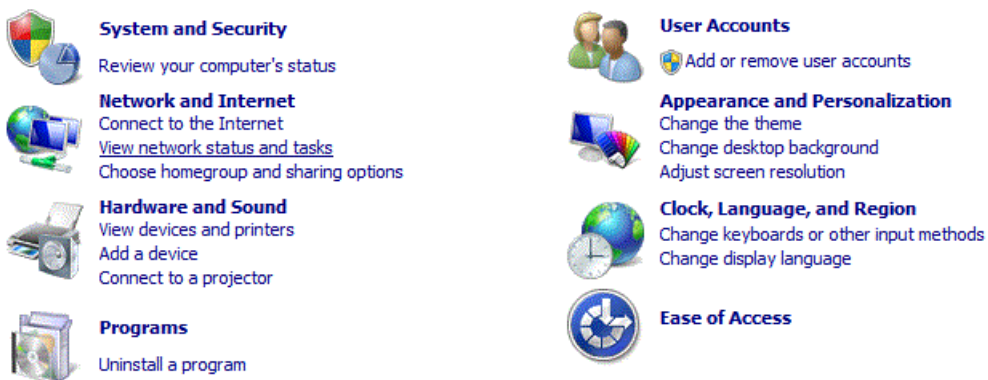 System and Security
Review your computer's status
Network and Internet
Connect to the Internet
View network status and tasks
Choose homegroup and sharing options
Hardware and Sound
View devices and printers
Add a device
Connect to a projector
Programs
Uninstall a program
User Accounts
Add or remove user accounts
Appearance and Personalization
Change the theme
Change desktop background
Adjust screen resolution
Clock, Language, and Region
Change keyboards or other input methods
Change display language
Ease of Access